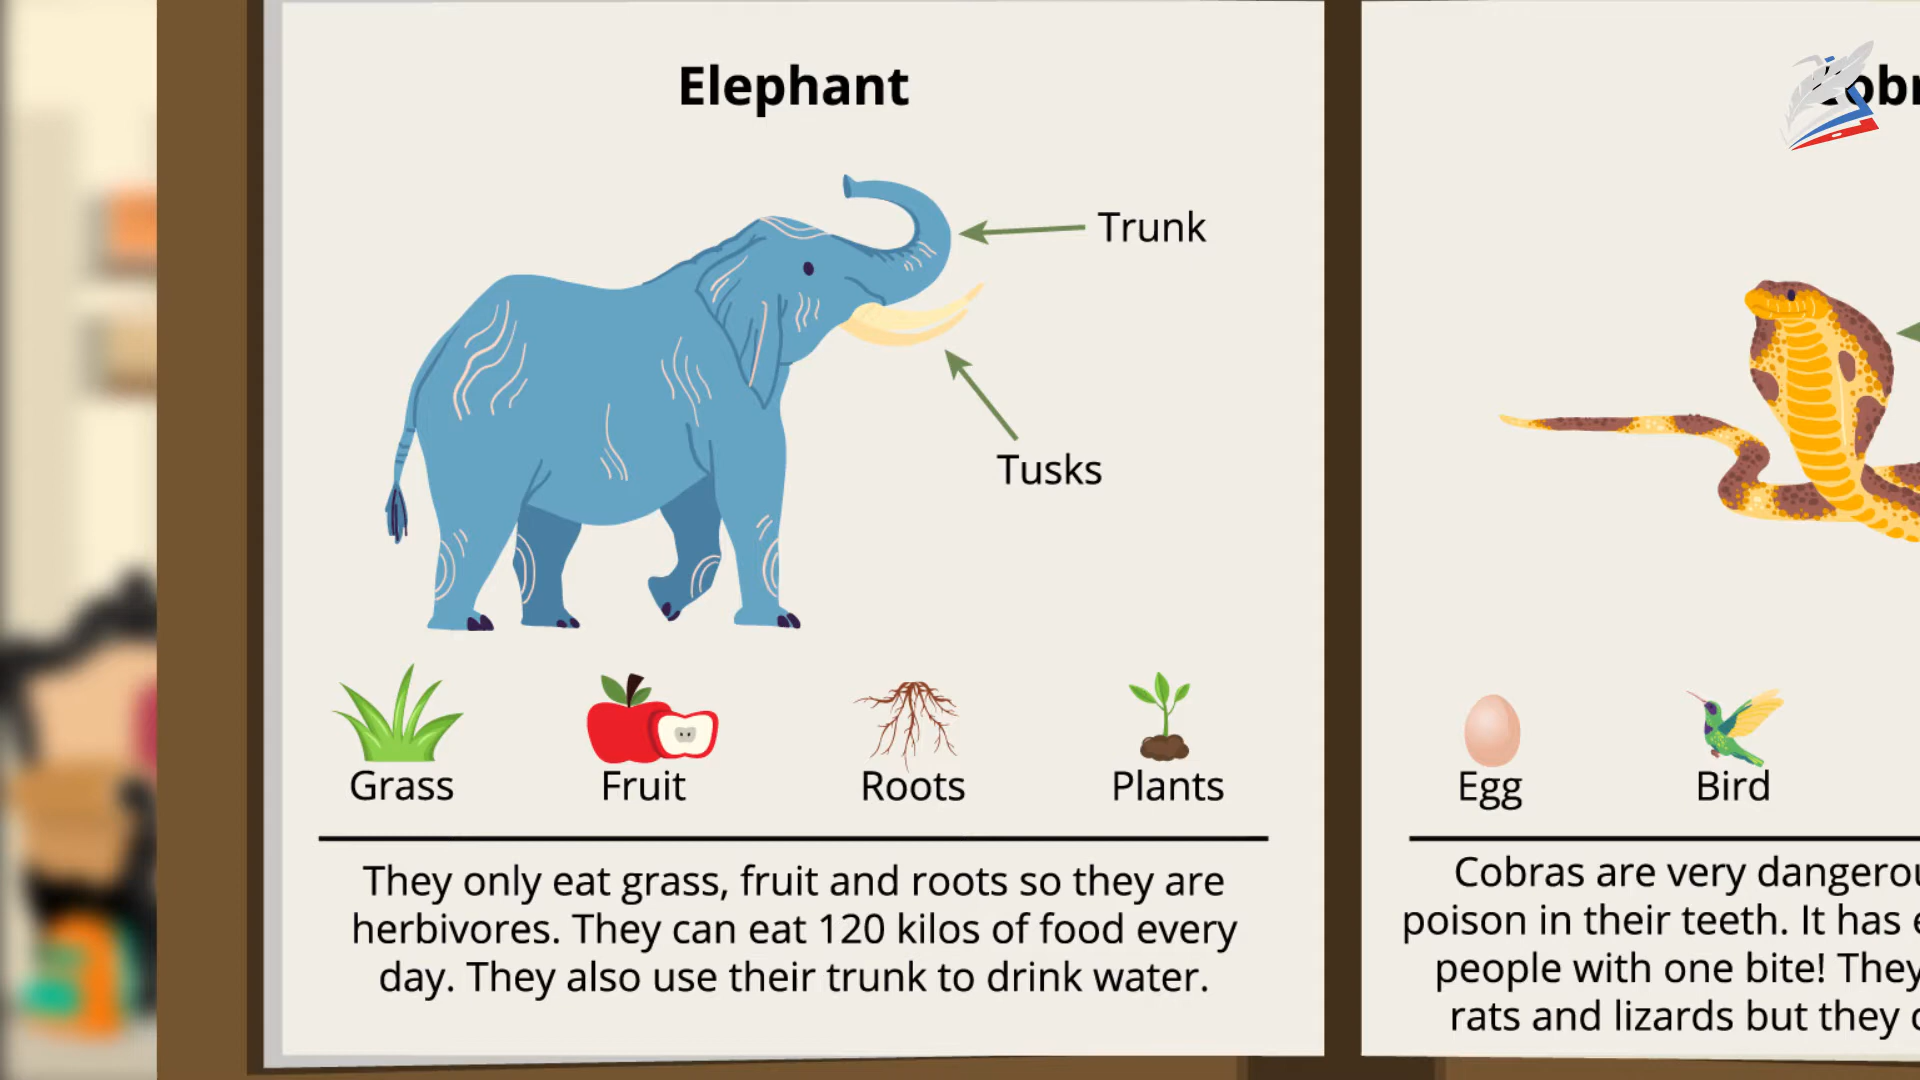 Elephant
Trunk
Tusks
Grass
Fruit
Roots
Plants
They only eat grass, fruit and roots so they are
herbivores. They can eat 120 kilos of food every
day. They also use their trunk to drink water.
Egg
Bird
Cobras are very
poison in their teeth. It has
people with one bite! They
rats and lizards but they